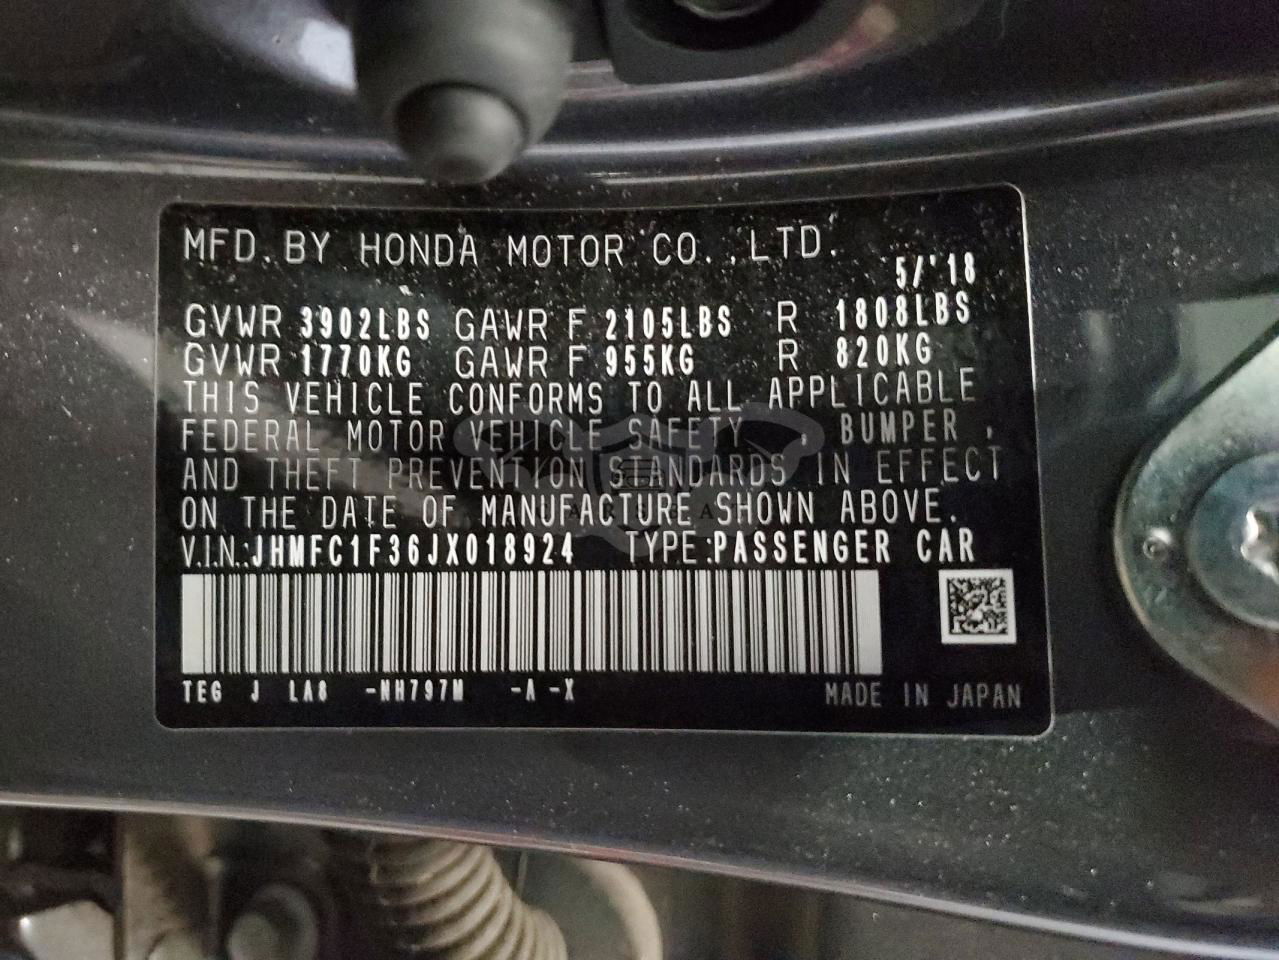 MFD. BY HONDA MOTOR CO., LTD.
5/'18
GVWR 3902LBS GAWR F 2105LBS R 1808LBS
GVWR 1770KG GAWR F 955KG R 820KG
THIS VEHICLE CONFORMS TO ALL APPLICABLE
FEDERAL MOTOR VEHICLE SAFETY , BUMPER ,
AND THEFT PREVENTION STANDARDS IN EFFECT
ON THE DATE OF MANUFACTURE SHOWN ABOVE.
V.I.N.:JHMFC1F36JX018924 TYPE:PASSENGER CAR
TEG J LA8 -NH797M -A -X
MADE IN JAPAN